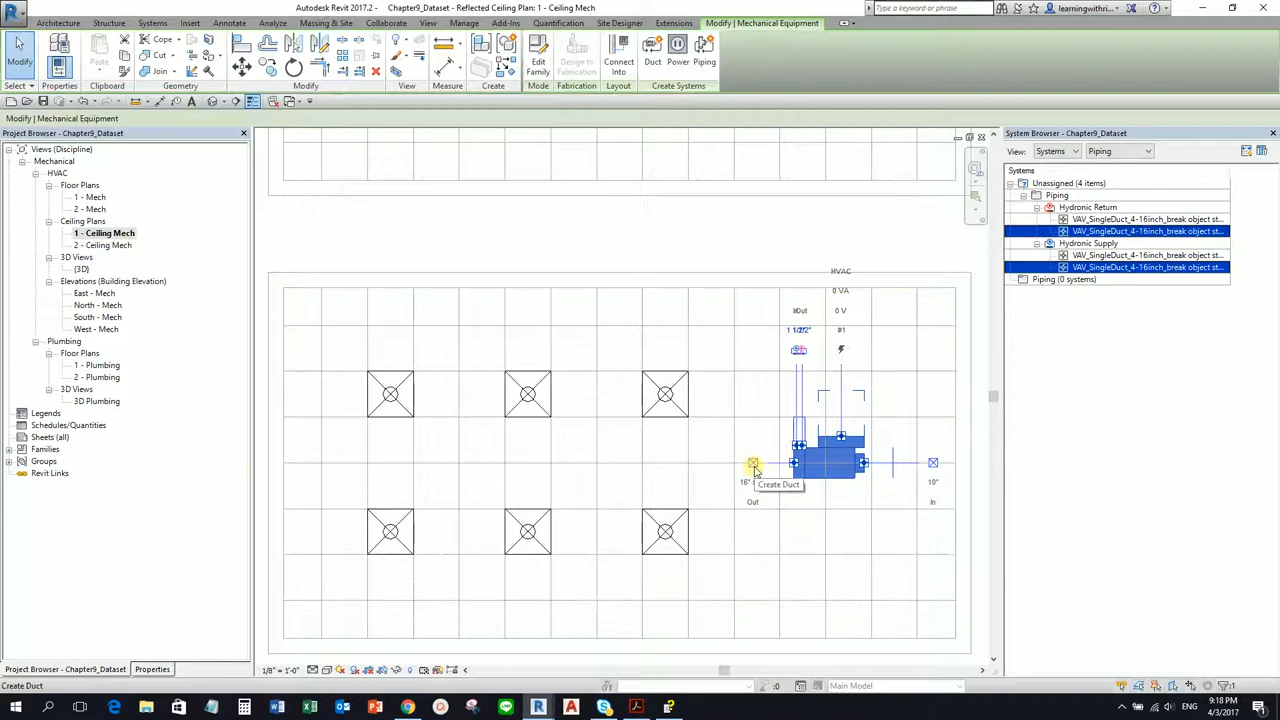 Autodesk Revit 2017.2 - Chapter9_Dataset - Reflected Ceiling Plan: 1 - Ceiling Mech
Type a keyword or phrase
learningwithri...
Architecture Structure Systems Insert Annotate Analyze Massing & Site Collaborate View Manage Add-Ins Quantification Site Designer Extensions Modify | Mechanical Equipment
Modify
Paste
Cope
Cut
Join
Edit Family
Design to Fabrication
Connect Into
Duct Power Piping
Select Properties Clipboard Geometry Modify View Measure Create Mode Fabrication Layout Create Systems
Modify | Mechanical Equipment
Project Browser - Chapter9_Dataset
Views (Discipline)
Mechanical
HVAC
Floor Plans
1 - Mech
2 - Mech
Ceiling Plans
1 - Ceiling Mech
2 - Ceiling Mech
3D Views
{3D}
Elevations (Building Elevation)
East - Mech
North - Mech
South - Mech
West - Mech
Plumbing
Floor Plans
1 - Plumbing
2 - Plumbing
3D Views
3D Plumbing
Legends
Schedules/Quantities
Sheets (all)
Families
Groups
Revit Links
Project Browser - Chapter9_Dataset Properties
HVAC
0 VA
0 V
#1
Out
16"
Create Duct
Out
10"
In
1/8" = 1'-0"
System Browser - Chapter9_Dataset
View: Systems Piping
Systems
Unassigned (4 items)
Piping
Hydronic Return
VAV_SingleDuct_4-16inch_break object st...
VAV_SingleDuct_4-16inch_break object st...
Hydronic Supply
VAV_SingleDuct_4-16inch_break object st...
VAV_SingleDuct_4-16inch_break object st...
Piping (0 systems)
Create Duct
:0
Main Model
:1
9:18 PM
4/3/2017